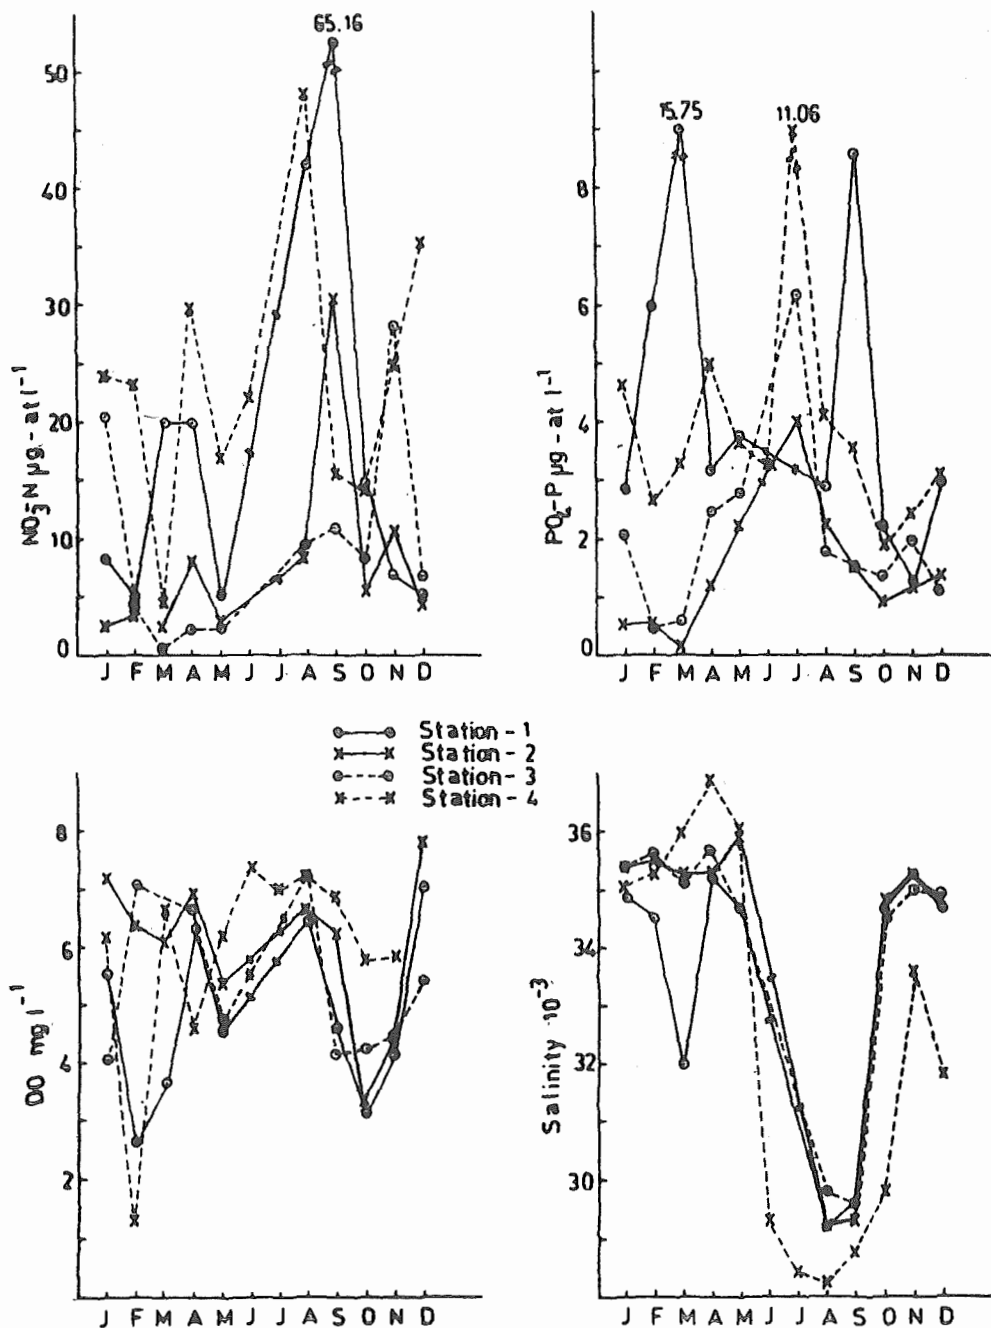 65.16
50
40
30
20
10
0
NO3-N µg-at l-1
J F M A M J J A S O N D
15.75 11.06
8
6
4
2
0
PO4-P µg-at l-1
J F M A M J J A S O N D
Station-1
Station-2
Station-3
Station-4
8
6
4
2
DO mg l-1
J F M A M J J A S O N D
36
34
32
30
Salinity ·10-3
J F M A M J J A S O N D